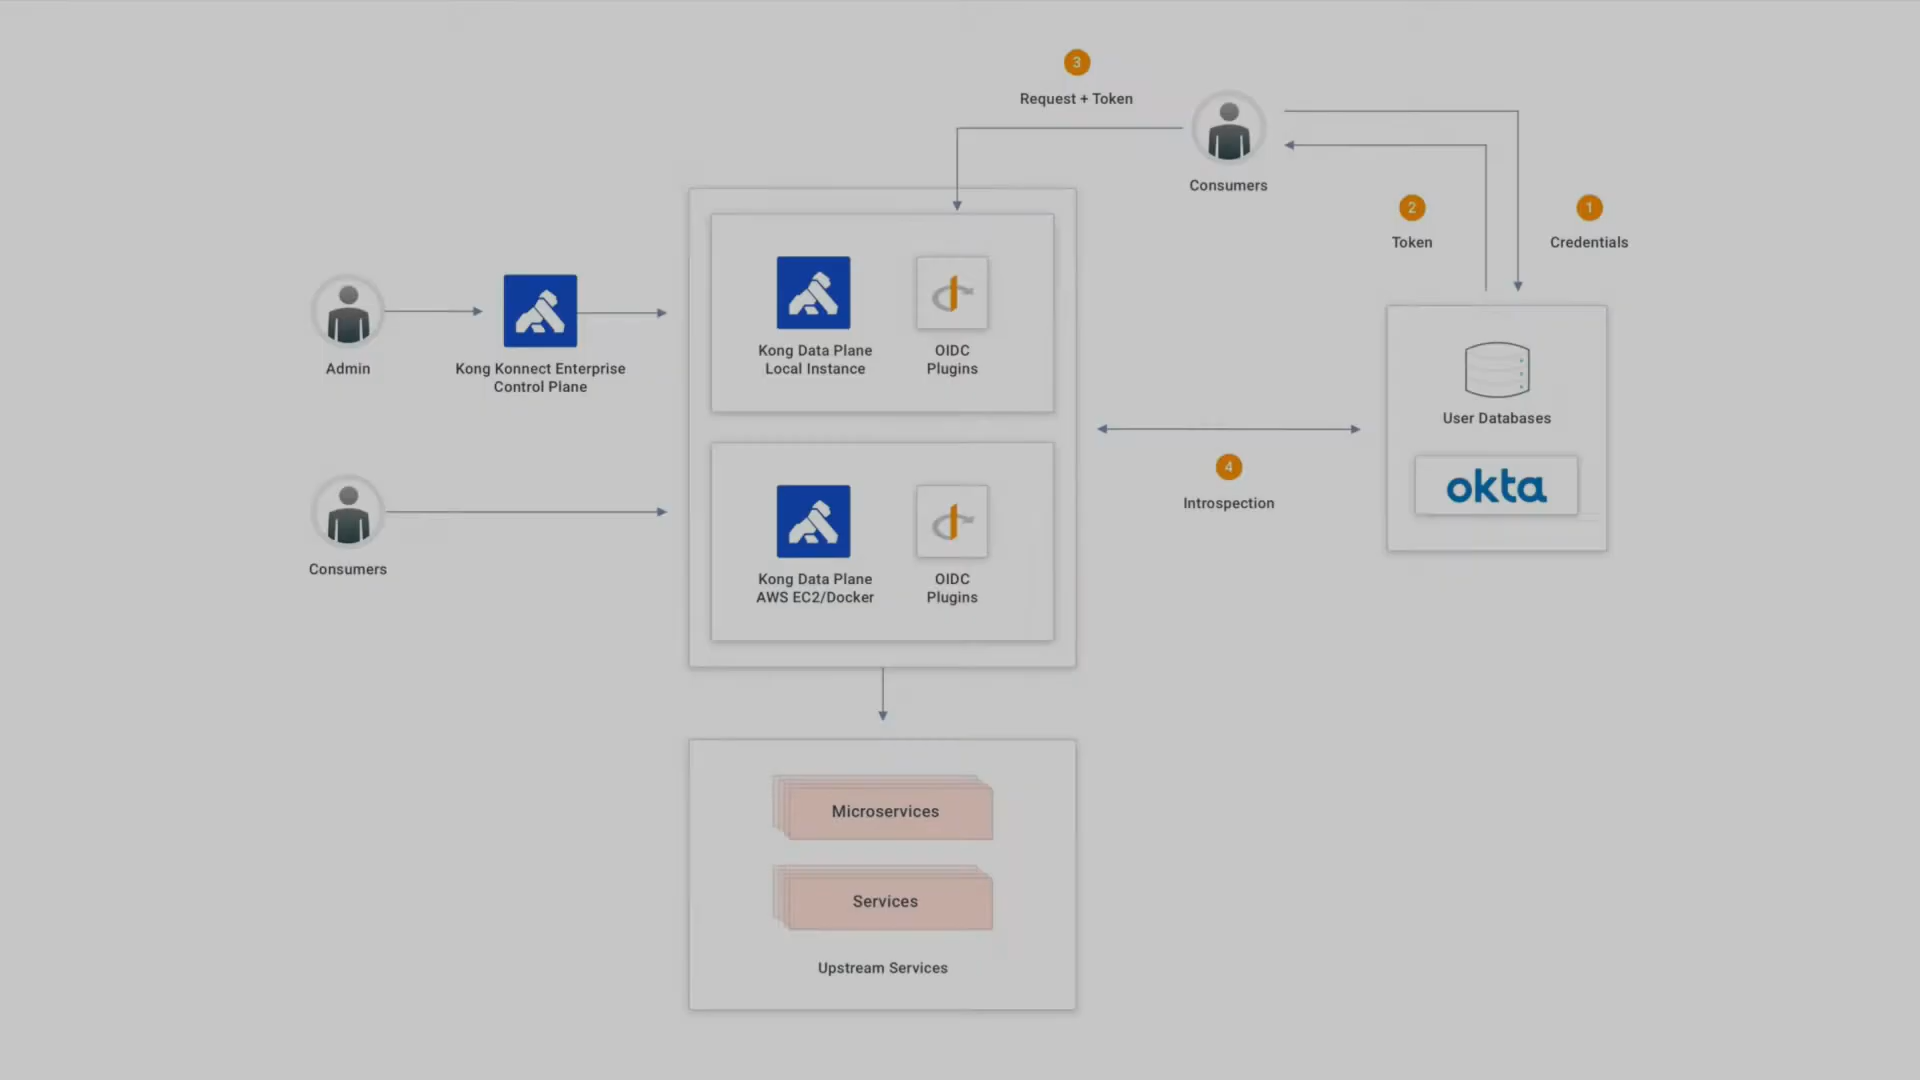 3
Request + Token
Consumers
2
Token
1
Credentials
Admin
Kong Konnect Enterprise
Control Plane
Kong Data Plane
Local Instance
OIDC
Plugins
User Databases
okta
4
Introspection
Consumers
Kong Data Plane
AWS EC2/Docker
OIDC
Plugins
Microservices
Services
Upstream Services